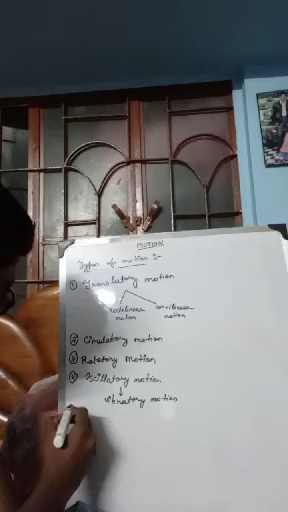 MOTION
Types of motion :-
① Translatory motion
Rectilinear motion
curvilinear motion
② Circulatory motion
③ Rotatory Motion
④ Oscillatory motion
↓
vibratory motion